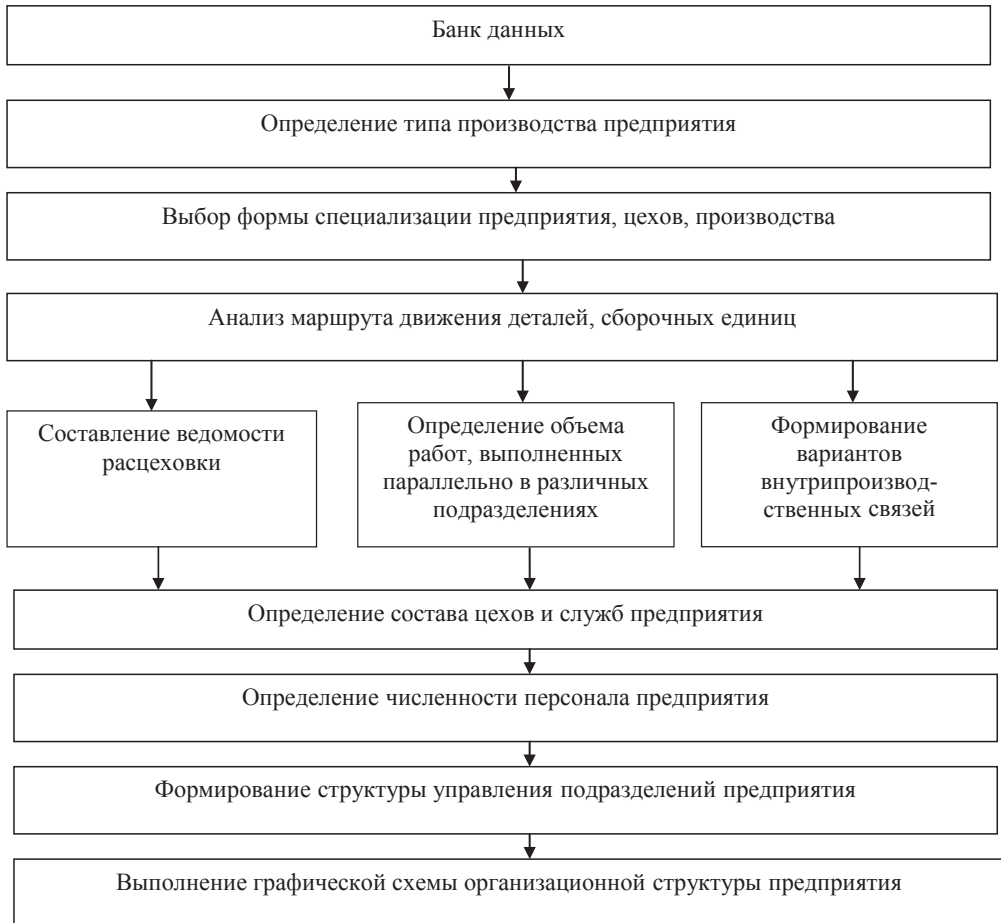 Банк данных
Определение типа производства предприятия
Выбор формы специализации предприятия, цехов, производства
Анализ маршрута движения деталей, сборочных единиц
Составление ведомости
расцеховки
Определение объема
работ, выполненных
параллельно в различных
подразделениях
Формирование
вариантов
внутрипроизвод-
ственных связей
Определение состава цехов и служб предприятия
Определение численности персонала предприятия
Формирование структуры управления подразделений предприятия
Выполнение графической схемы организационной структуры предприятия